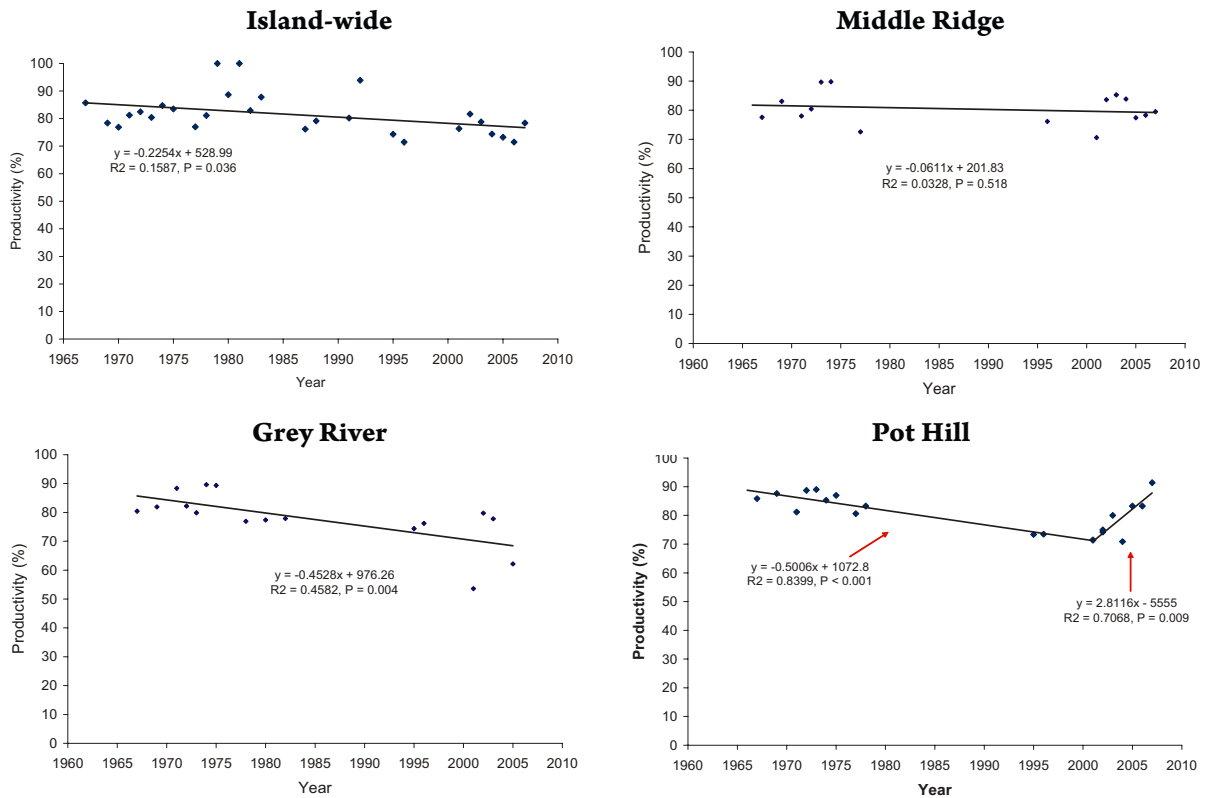 Island-wide
Productivity (%)
100
90
80
70
60
50
40
30
20
10
0
y = -0.2254x + 528.99
R2 = 0.1587, P = 0.036
1965 1970 1975 1980 1985 1990 1995 2000 2005 2010
Year
Middle Ridge
Productivity (%)
100
90
80
70
60
50
40
30
20
10
0
y = -0.0611x + 201.83
R2 = 0.0328, P = 0.518
1960 1965 1970 1975 1980 1985 1990 1995 2000 2005 2010
Year
Grey River
Productivity (%)
100
90
80
70
60
50
40
30
20
10
0
y = -0.4528x + 976.26
R2 = 0.4582, P = 0.004
1960 1965 1970 1975 1980 1985 1990 1995 2000 2005 2010
Year
Pot Hill
Productivity (%)
100
90
80
70
60
50
40
30
20
10
0
y = -0.5006x + 1072.8
R2 = 0.8399, P < 0.001
y = 2.8116x - 5555
R2 = 0.7068, P = 0.009
1960 1965 1970 1975 1980 1985 1990 1995 2000 2005 2010
Year